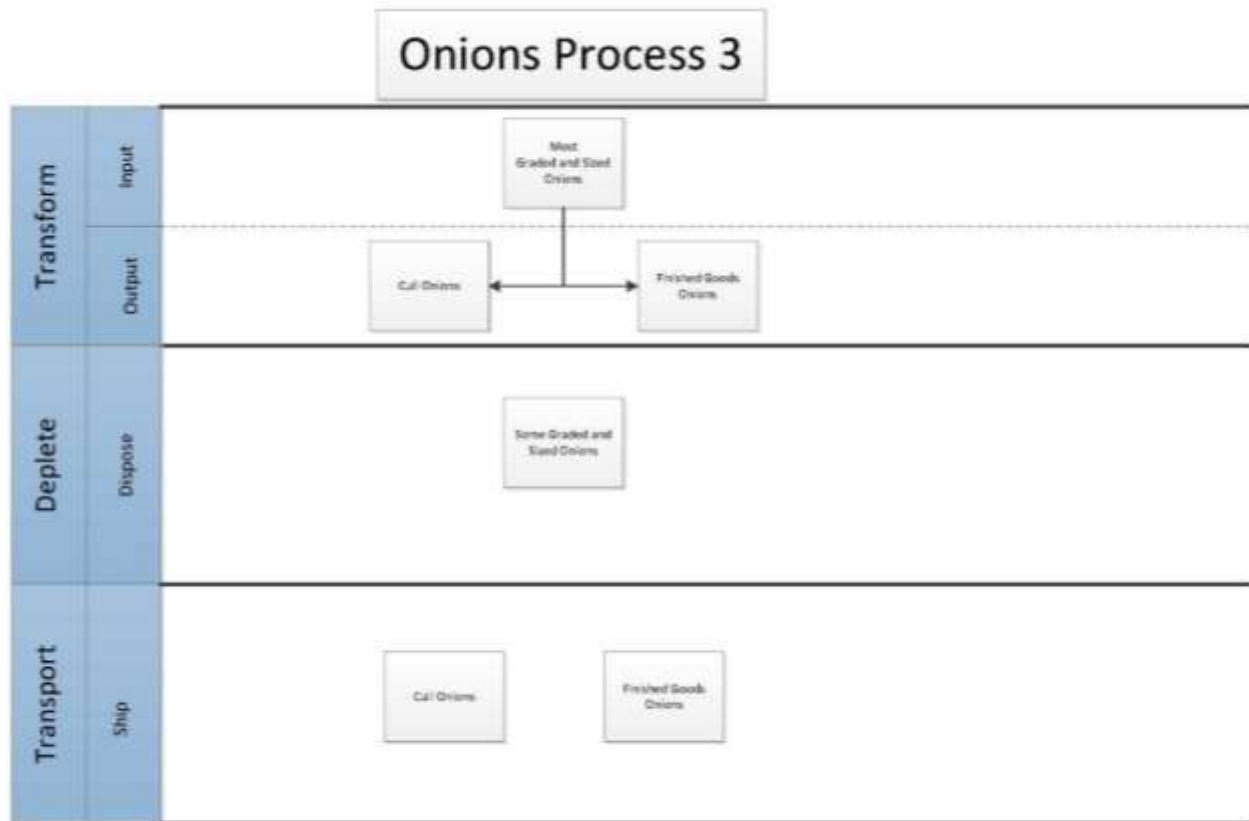 Onions Process 3
Transform
Input
Most
Graded and Sized
Onions
Output
Cull Onions
Finished Goods
Onions
Deplete
Dispose
Some Graded and
Sized Onions
Transport
Ship
Cull Onions
Finished Goods
Onions